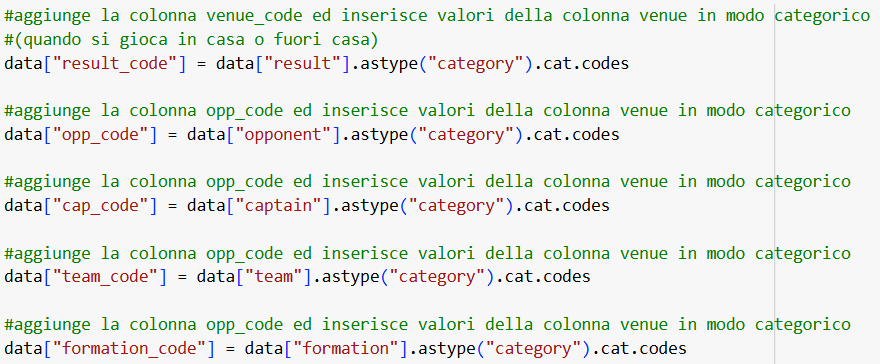 #aggiunge la colonna venue_code ed inserisce valori della colonna venue in modo categorico
#(quando si gioca in casa o fuori casa)
data["result_code"] = data["result"].astype("category").cat.codes
#aggiunge la colonna opp_code ed inserisce valori della colonna venue in modo categorico
data["opp_code"] = data["opponent"].astype("category").cat.codes
#aggiunge la colonna opp_code ed inserisce valori della colonna venue in modo categorico
data["cap_code"] = data["captain"].astype("category").cat.codes
#aggiunge la colonna opp_code ed inserisce valori della colonna venue in modo categorico
data["team_code"] = data["team"].astype("category").cat.codes
#aggiunge la colonna opp_code ed inserisce valori della colonna venue in modo categorico
data["formation_code"] = data["formation"].astype("category").cat.codes